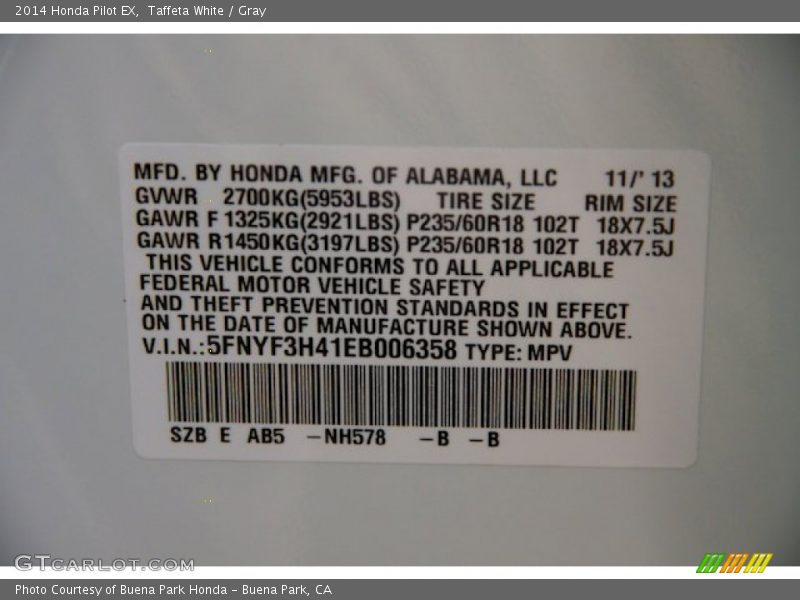 2014 Honda Pilot EX, Taffeta White / Gray
MFD. BY HONDA MFG. OF ALABAMA, LLC 11/' 13
GVWR 2700KG(5953LBS) TIRE SIZE RIM SIZE
GAWR F 1325KG(2921LBS) P235/60R18 102T 18X7.5J
GAWR R 1450KG(3197LBS) P235/60R18 102T 18X7.5J
THIS VEHICLE CONFORMS TO ALL APPLICABLE
FEDERAL MOTOR VEHICLE SAFETY
AND THEFT PREVENTION STANDARDS IN EFFECT
ON THE DATE OF MANUFACTURE SHOWN ABOVE.
V.I.N.:5FNYF3H41EB006358 TYPE: MPV
SZB E AB5 -NH578 -B -B
GTCARLOT.COM
Photo Courtesy of Buena Park Honda - Buena Park, CA